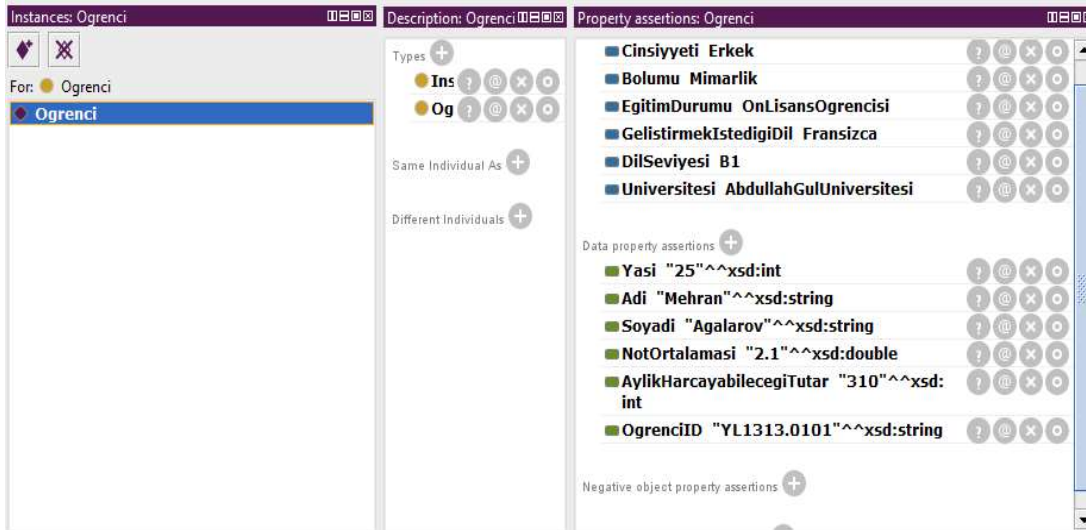 Instances: Ogrenci
For: Ogrenci
Ogrenci
Description: Ogrenci
Types
Ins
Og
Same Individual As
Different Individuals
Property assertions: Ogrenci
Cinsiyyeti Erkek
Bolumu Mimarlik
EgitimDurumu OnLisansOgrencisi
GelistirmekIstedigiDil Fransizca
DilSeviyesi B1
Universitesi AbdullahGulUniversitesi
Data property assertions
Yasi "25"^^xsd:int
Adi "Mehran"^^xsd:string
Soyadi "Agalarov"^^xsd:string
NotOrtalamasi "2.1"^^xsd:double
AylikHarcayabilecegiTutar "310"^^xsd:
int
OgrenciID "YL1313.0101"^^xsd:string
Negative object property assertions